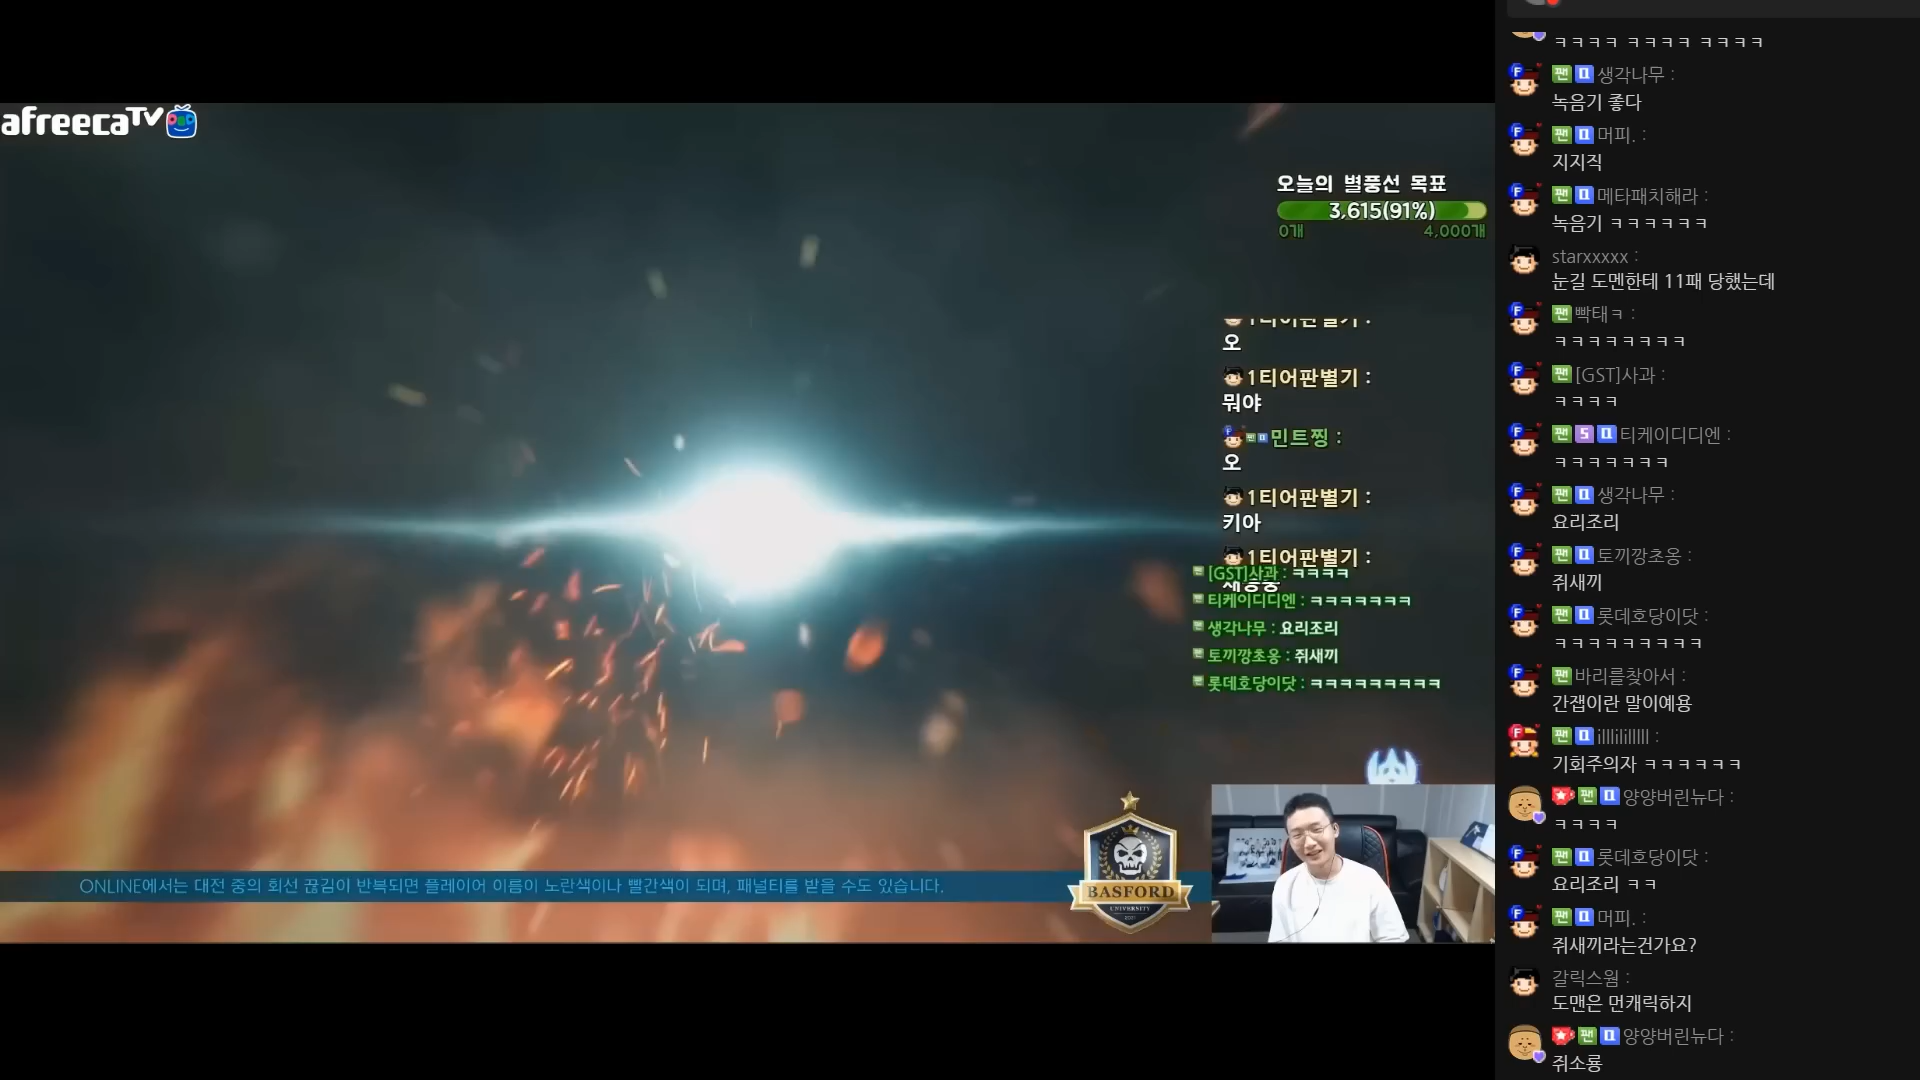 afreecaTV
오늘의 별풍선 목표
3,615(91%)
0개 4,000개
1티어판별기 :
오
1티어판별기 :
뭐야
민트찡 :
오
1티어판별기 :
키아
1티어판별기 :
[GST]사과 : ㅋㅋㅋㅋ
티케이디디엔 : ㅋㅋㅋㅋㅋㅋㅋ
생각나무 : 요리조리
토끼깡초옹 : 쥐새끼
롯데호당이닷 : ㅋㅋㅋㅋㅋㅋㅋㅋㅋ
ONLINE에서는 대전 중의 회선 끊김이 반복되면 플레이어 이름이 노란색이나 빨간색이 되며, 패널티를 받을 수도 있습니다.
BASFORD
UNIVERSITY
ㅋㅋㅋㅋ ㅋㅋㅋㅋ ㅋㅋㅋㅋ
팬 Q 생각나무 :
녹음기 좋다
팬 Q 머피. :
지지직
팬 Q 메타패치해라 :
녹음기 ㅋㅋㅋㅋㅋㅋ
starxxxxx :
눈길 도멘한테 11패 당했는데
팬 빡태ㅋ :
ㅋㅋㅋㅋㅋㅋㅋㅋ
팬 [GST]사과 :
ㅋㅋㅋㅋ
팬 S Q 티케이디디엔 :
ㅋㅋㅋㅋㅋㅋㅋ
팬 Q 생각나무 :
요리조리
팬 Q 토끼깡초옹 :
쥐새끼
팬 Q 롯데호당이닷 :
ㅋㅋㅋㅋㅋㅋㅋㅋㅋ
팬 바리를찾아서 :
간잽이란 말이예용
팬 Q :
기회주의자 ㅋㅋㅋㅋㅋㅋ
팬 Q 양양버린뉴다 :
ㅋㅋㅋㅋ
팬 Q 롯데호당이닷 :
요리조리 ㅋㅋ
팬 Q 머피. :
쥐새끼라는건가요?
갈릭스웜 :
도맨은 먼캐릭하지
팬 Q 양양버린뉴다 :
쥐소룡